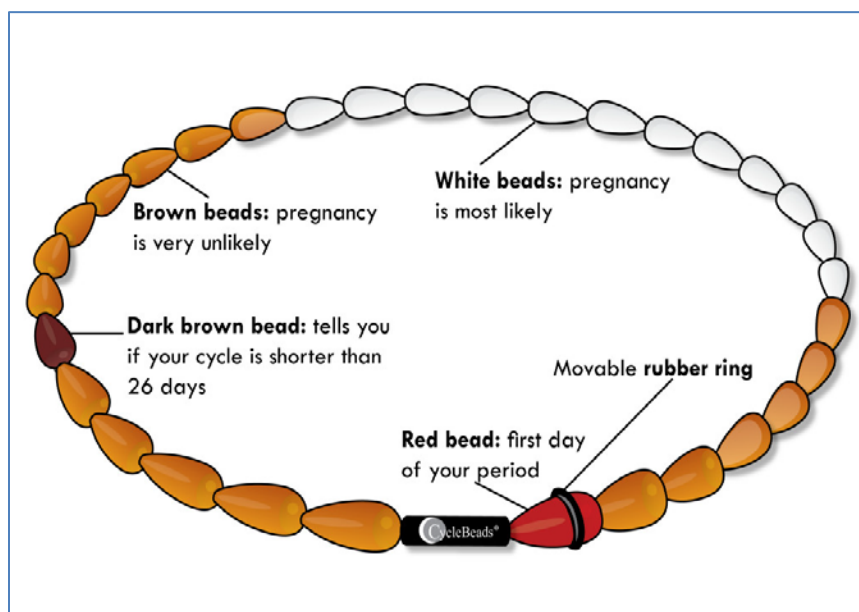 White beads: pregnancy
is most likely
Brown beads: pregnancy
is very unlikely
Dark brown bead: tells you
if your cycle is shorter than
26 days
Movable rubber ring
Red bead: first day
of your period
CycleBeads®